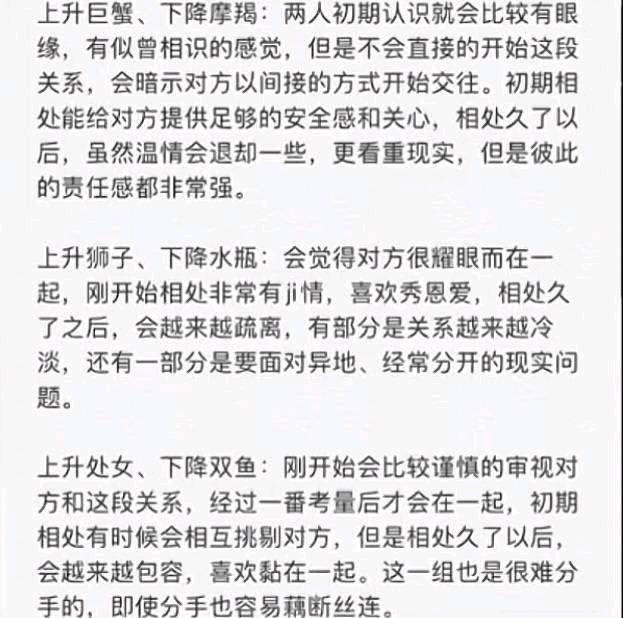 上升巨蟹、下降摩羯：两人初期认识就会比较有眼
缘，有似曾相识的感觉，但是不会直接的开始这段
关系，会暗示对方以间接的方式开始交往。初期相
处能给对方提供足够的安全感和关心，相处久了以
后，虽然温情会退却一些，更看重现实，但是彼此
的责任感都非常强。
上升狮子、下降水瓶：会觉得对方很耀眼而在一
起，刚开始相处非常有ji情，喜欢秀恩爱，相处久
了之后，会越来越疏离，有部分是关系越来越冷
淡，还有一部分是要面对异地、经常分开的现实问
题。
上升处女、下降双鱼：刚开始会比较谨慎的审视对
方和这段关系，经过一番考量后才会在一起，初期
相处有时候会相互挑剔对方，但是相处久了以后，
会越来越包容，喜欢黏在一起。这一组也是很难分
手的，即使分手也容易藕断丝连。